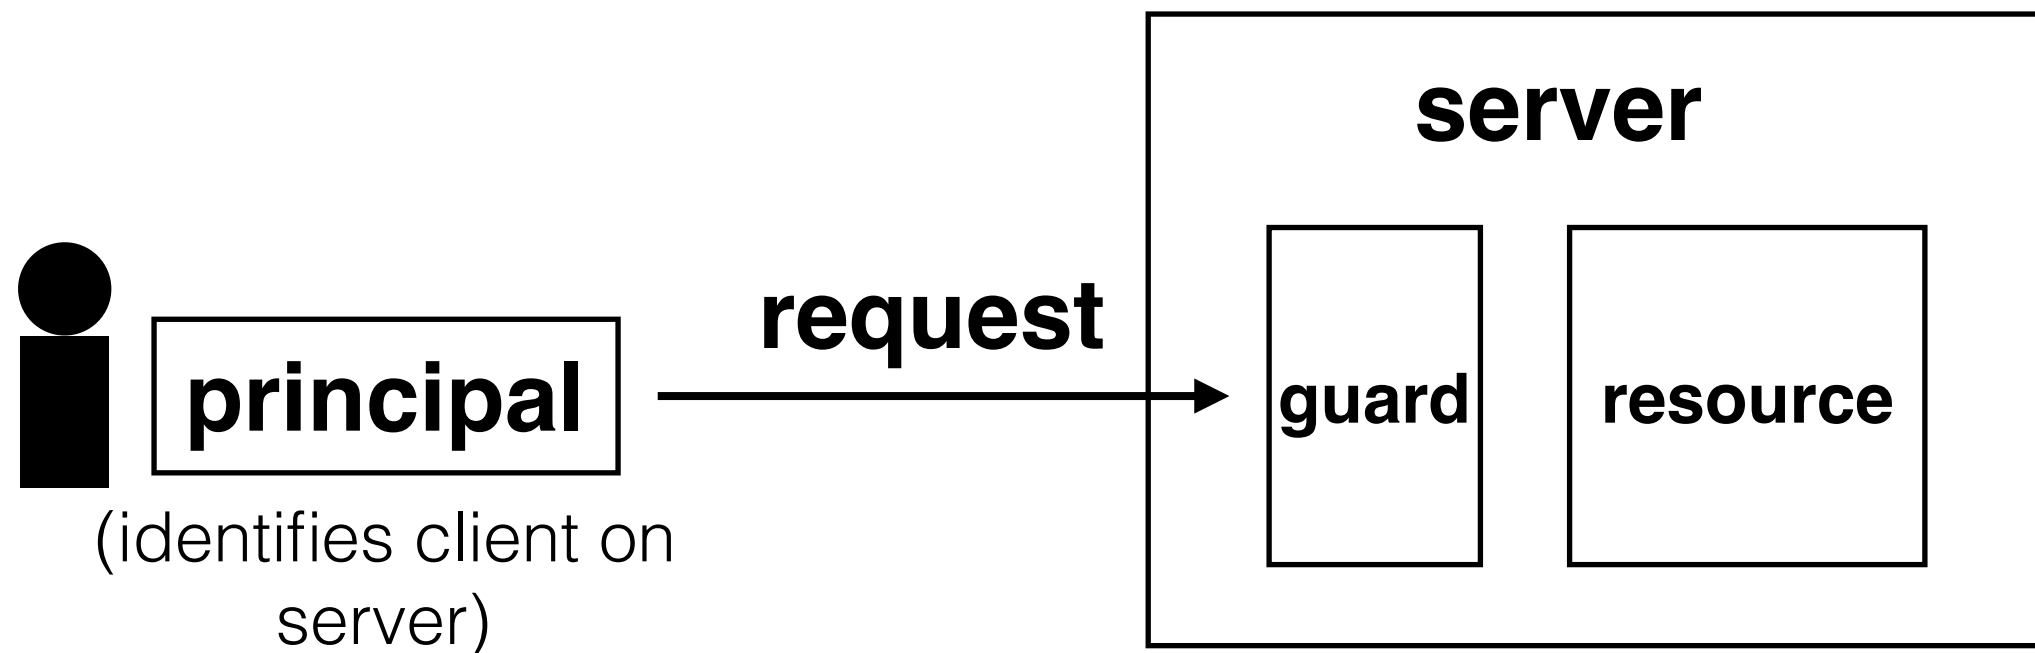 server
request
principal
guard
resource
(identifies client on
server)